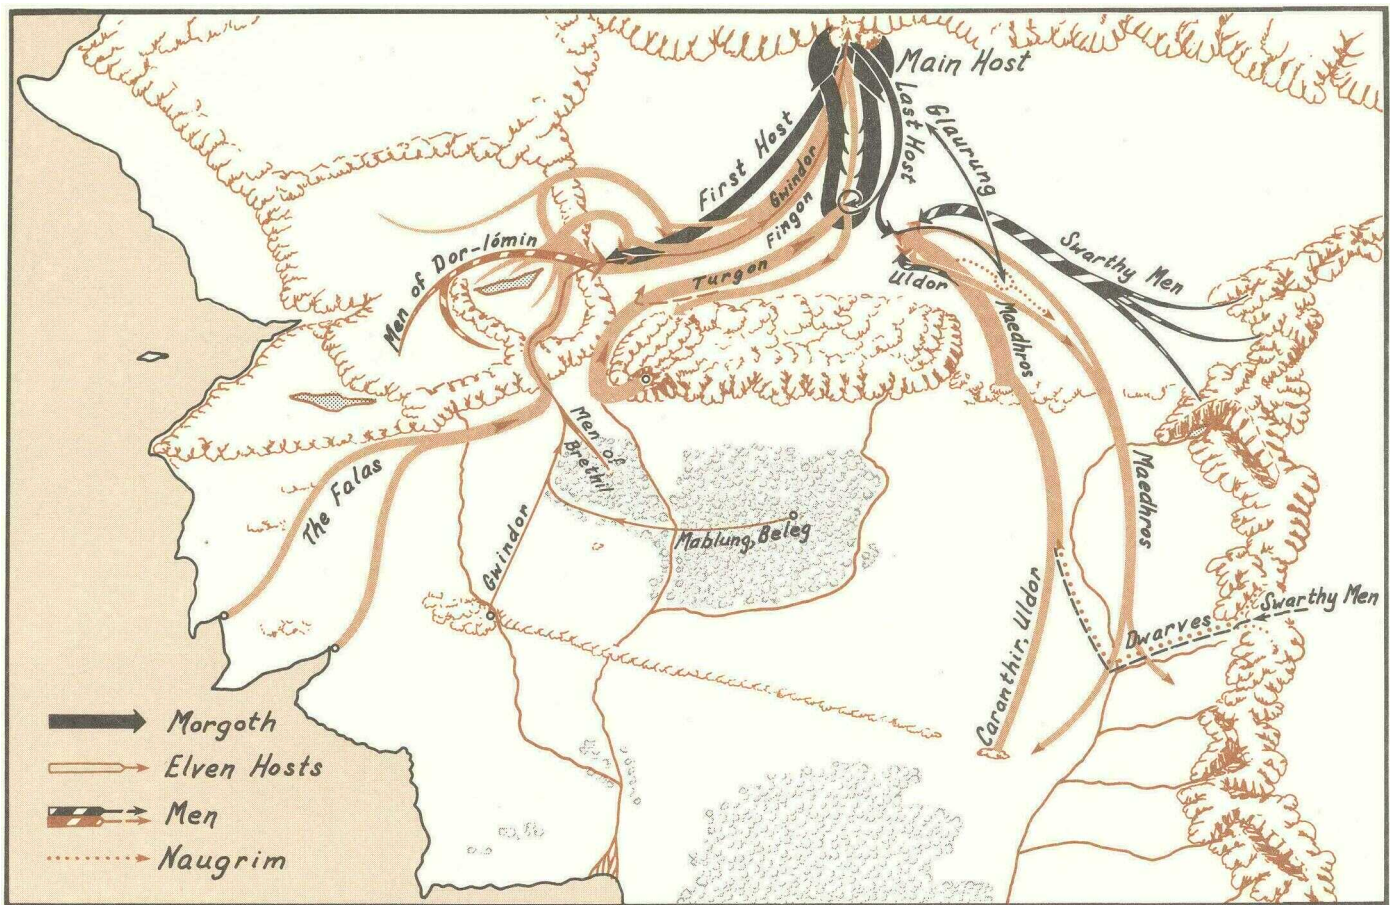 Main Host
Last Host
Glaurung
First Host
Gwindor
Fingon
Men of Dor-lómin
Turgon
Swarthy Men
Uldor
Maedhros
The Falas
Men of
Brethil
Maedhros
Gwindor
Mablung, Beleg
Caranthir, Uldor
Dwarves
Swarthy Men
Morgoth
Elven Hosts
Men
Naugrim